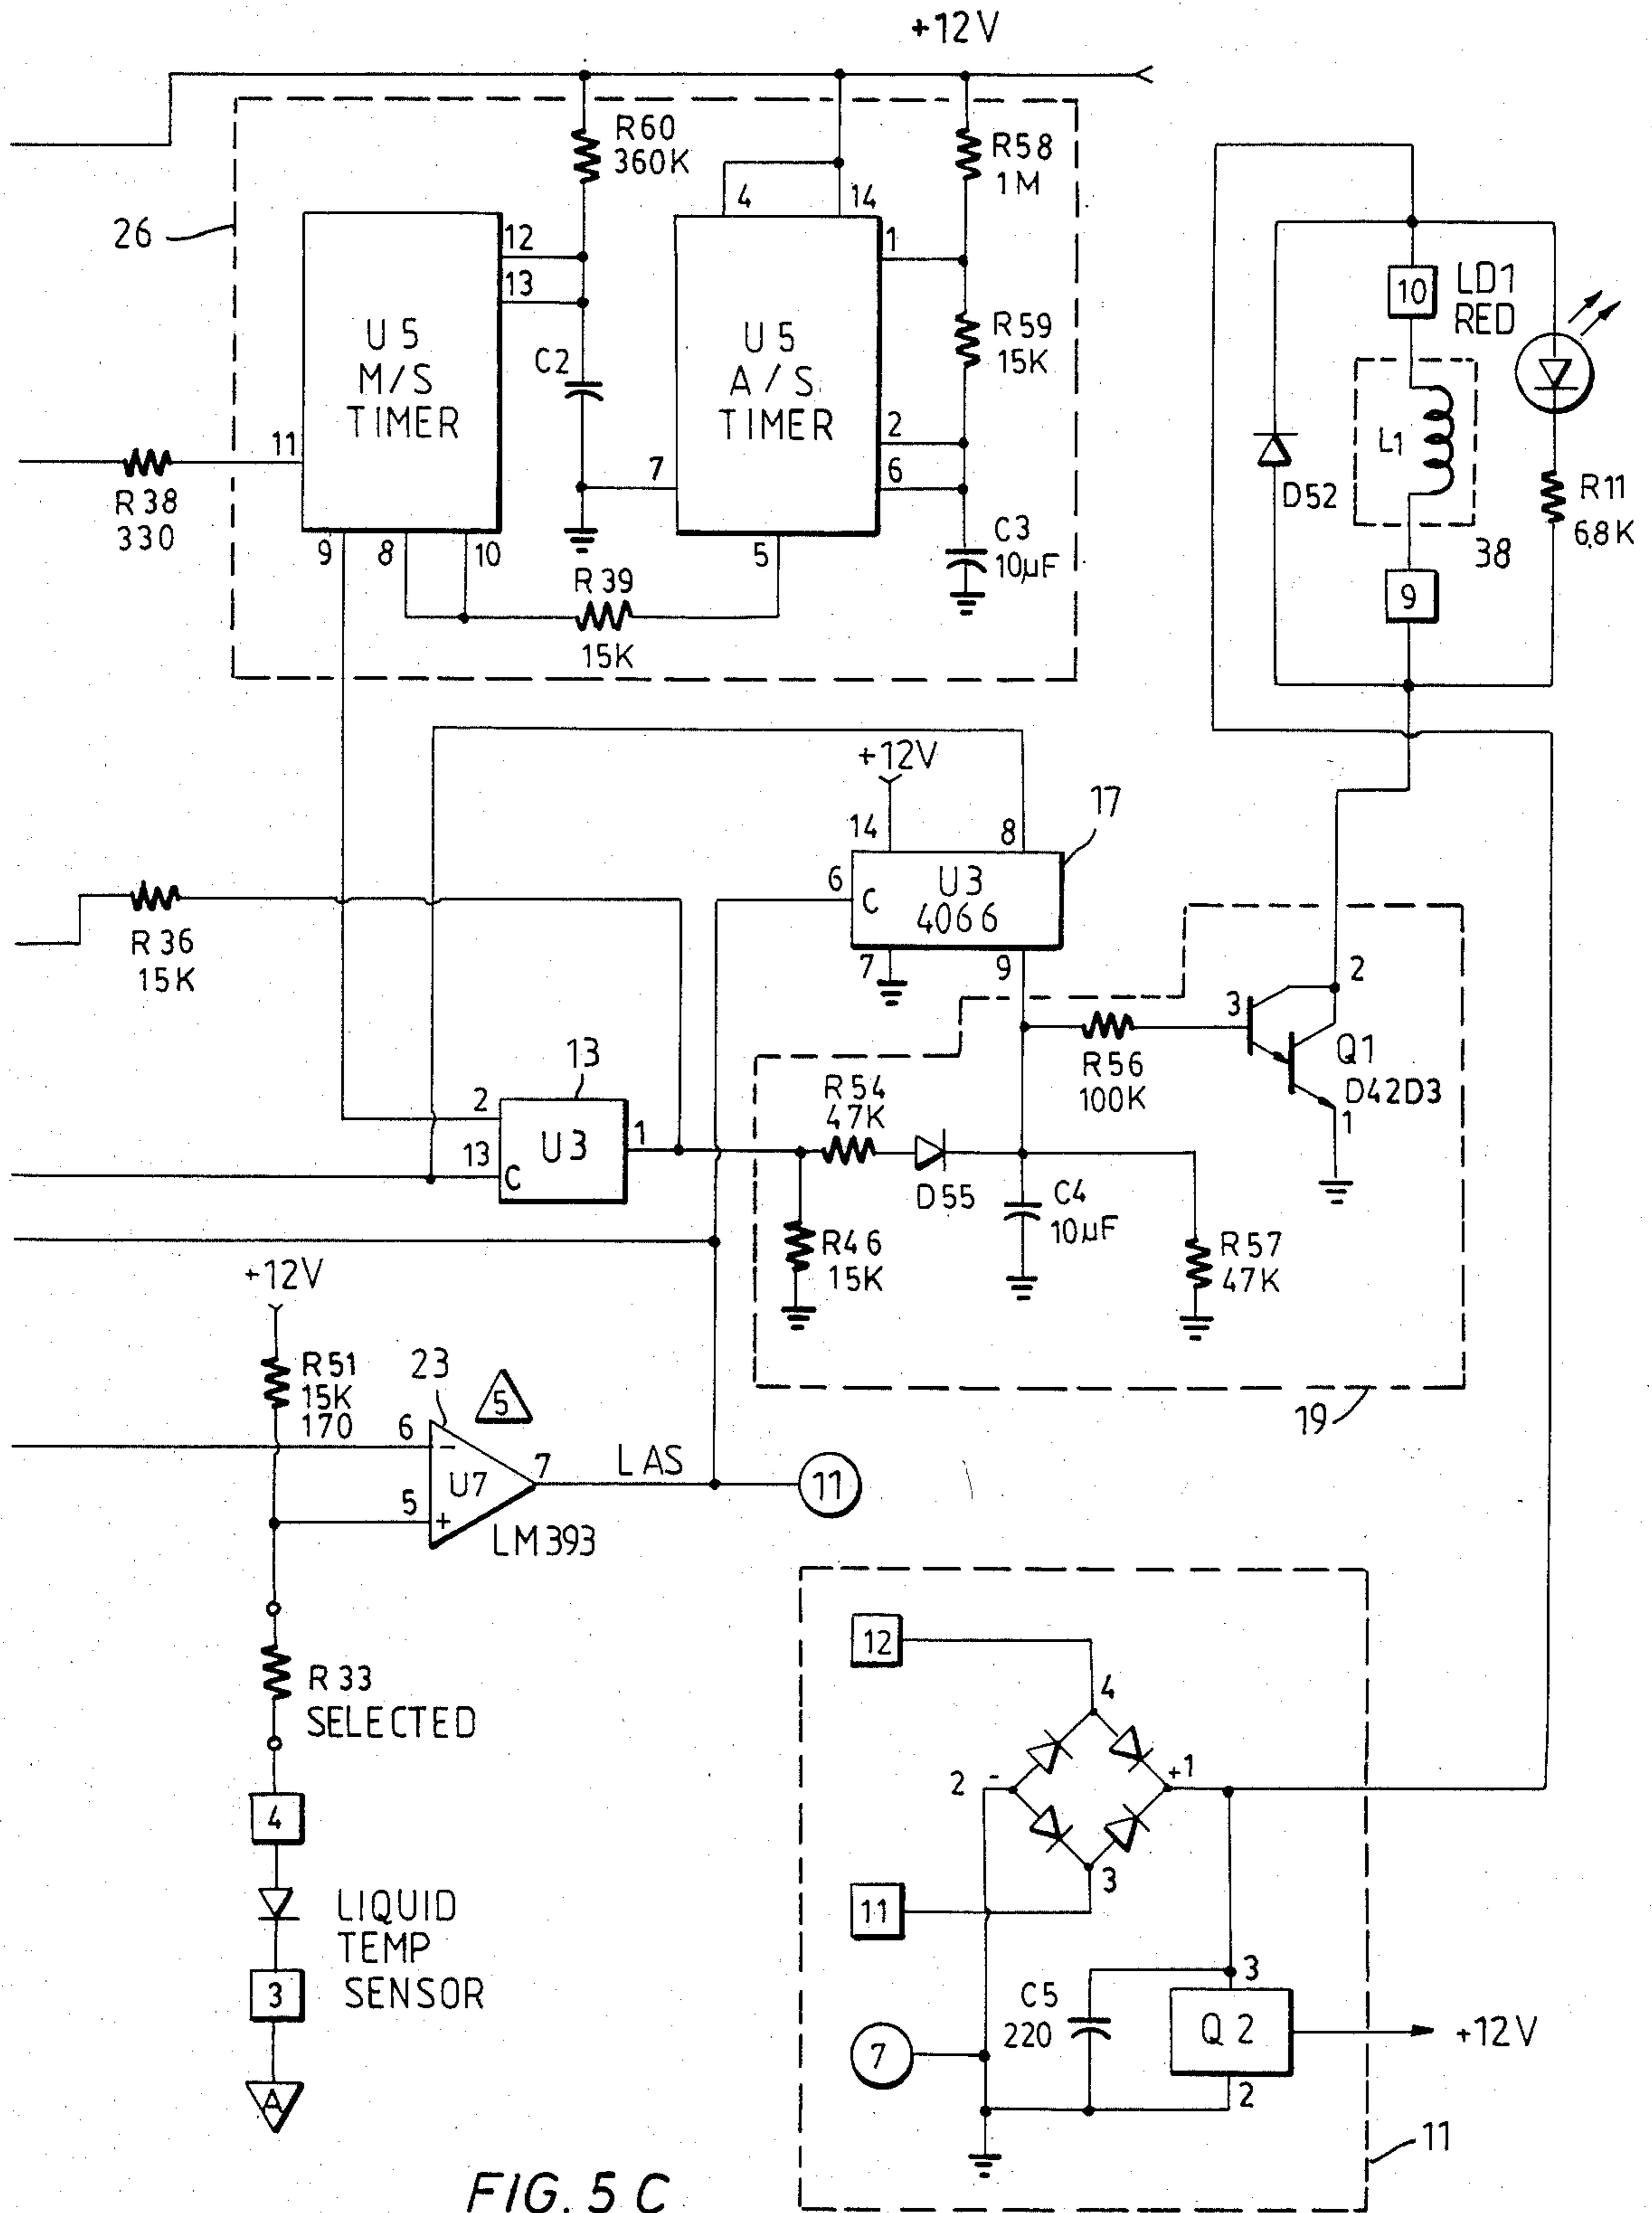 +12V
R60
360K
R58
1M
26
4
14
12
1
13
10
LD1
RED
U5
M/S
TIMER
C2
U5
A/S
TIMER
R59
15K
L1
11
2
7
6
D52
R11
6,8K
R38
330
C3
10µF
38
9
8
10
5
R39
15K
9
+12V
17
14
8
6
C
U3
4066
R36
15K
7
9
2
3
13
R56
100K
Q1
D42D3
R54
47K
2
U3
1
1
13
C
D55
C4
10µF
R46
15K
R57
47K
+12V
R51
15K
170
23
5
19
6
-
U7
7
LAS
11
5
+
LM393
12
R33
SELECTED
4
2
-
+1
4
3
11
LIQUID
TEMP
SENSOR
3
C5
220
3
Q2
+12V
7
A
2
11
FIG. 5C